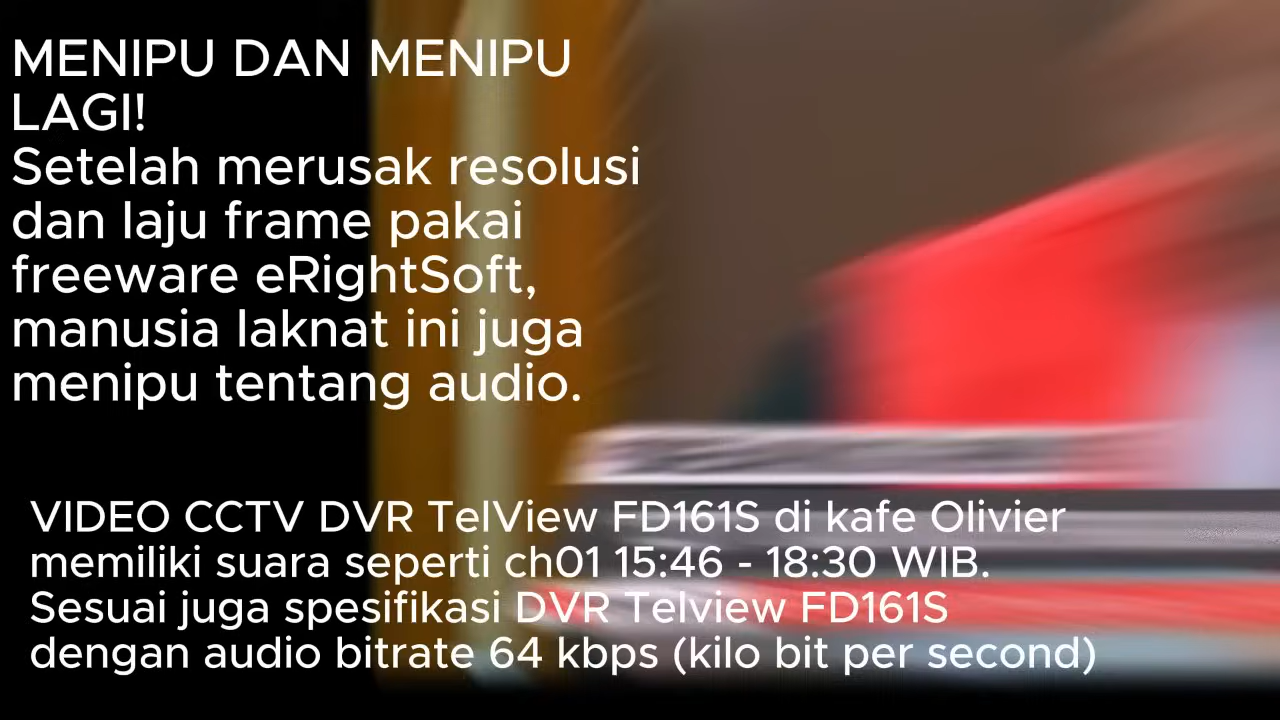 MENIPU DAN MENIPU
LAGI!
Setelah merusak resolusi
dan laju frame pakai
freeware eRightSoft,
manusia laknat ini juga
menipu tentang audio.
VIDEO CCTV DVR TelView FD161S di kafe Olivier
memiliki suara seperti ch01 15:46 - 18:30 WIB.
Sesuai juga spesifikasi DVR Telview FD161S
dengan audio bitrate 64 kbps (kilo bit per second)